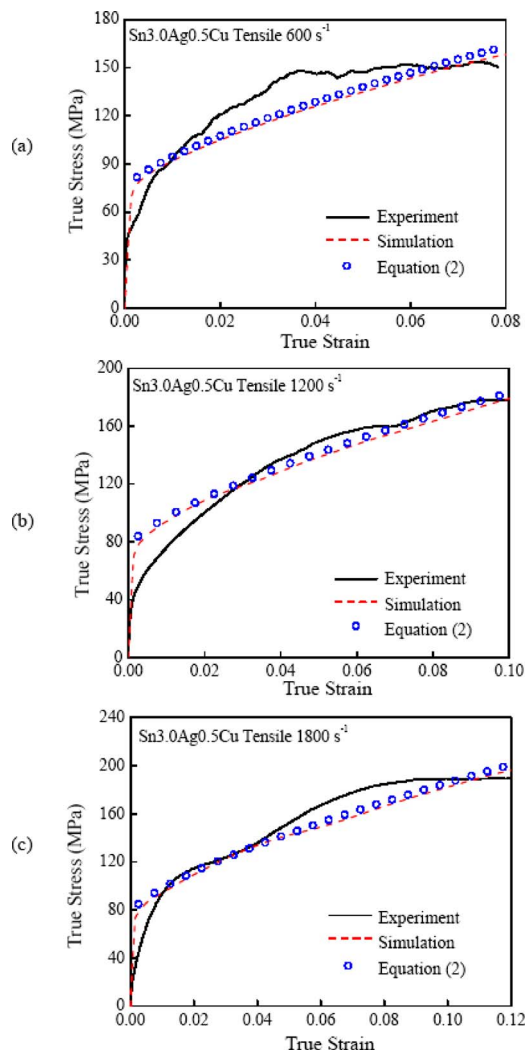 (a)
Sn3.0Ag0.5Cu Tensile 600 s⁻¹
True Stress (MPa)
180
150
120
90
60
30
0
Experiment
Simulation
Equation (2)
0.00 0.02 0.04 0.06 0.08
True Strain
(b)
Sn3.0Ag0.5Cu Tensile 1200 s⁻¹
True Stress (MPa)
200
160
120
80
40
0
Experiment
Simulation
Equation (2)
0.00 0.02 0.04 0.06 0.08 0.10
True Strain
(c)
Sn3.0Ag0.5Cu Tensile 1800 s⁻¹
True Stress (MPa)
240
200
160
120
80
40
0
Experiment
Simulation
Equation (2)
0.00 0.02 0.04 0.06 0.08 0.10 0.12
True Strain